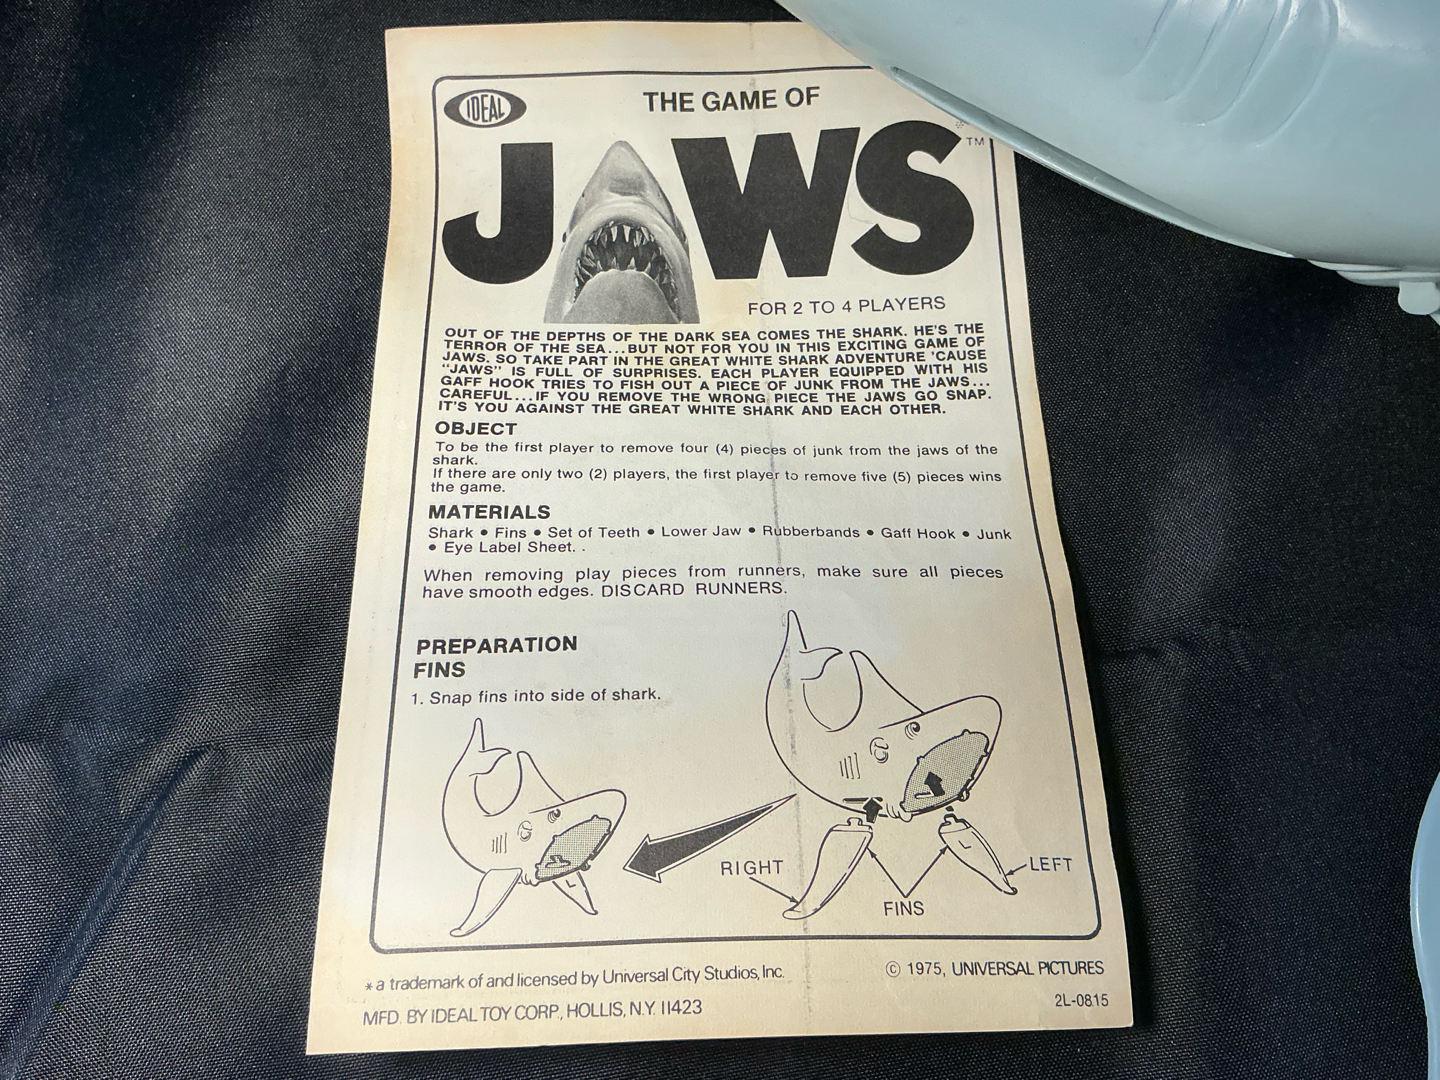 IDEAL
THE GAME OF
JAWS
TM
FOR 2 TO 4 PLAYERS
OUT OF THE DEPTHS OF THE DARK SEA COMES THE SHARK. HE'S THE
TERROR OF THE SEA...BUT NOT FOR YOU IN THIS EXCITING GAME OF
JAWS. SO TAKE PART IN THE GREAT WHITE SHARK ADVENTURE 'CAUSE
"JAWS" IS FULL OF SURPRISES. EACH PLAYER EQUIPPED WITH HIS
GAFF HOOK TRIES TO FISH OUT A PIECE OF JUNK FROM THE JAWS...
CAREFUL...IF YOU REMOVE THE WRONG PIECE THE JAWS GO SNAP.
IT'S YOU AGAINST THE GREAT WHITE SHARK AND EACH OTHER.
OBJECT
To be the first player to remove four (4) pieces of junk from the jaws of the
shark.
If there are only two (2) players, the first player to remove five (5) pieces wins
the game.
MATERIALS
Shark • Fins • Set of Teeth • Lower Jaw • Rubberbands • Gaff Hook • Junk
• Eye Label Sheet. .
When removing play pieces from runners, make sure all pieces
have smooth edges. DISCARD RUNNERS.
PREPARATION
FINS
1. Snap fins into side of shark.
L
L
RIGHT
LEFT
FINS
* a trademark of and licensed by Universal City Studios, Inc.
© 1975, UNIVERSAL PICTURES
MFD. BY IDEAL TOY CORP., HOLLIS, N.Y. 11423
2L-0815